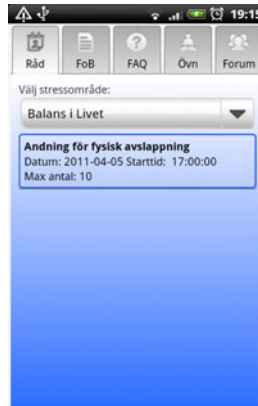 19:15
Råd FoB FAQ Övn Forum
Välj stressområde:
Balans i Livet
Andning för fysisk avslappning
Datum: 2011-04-05 Starttid: 17:00:00
Max antal: 10